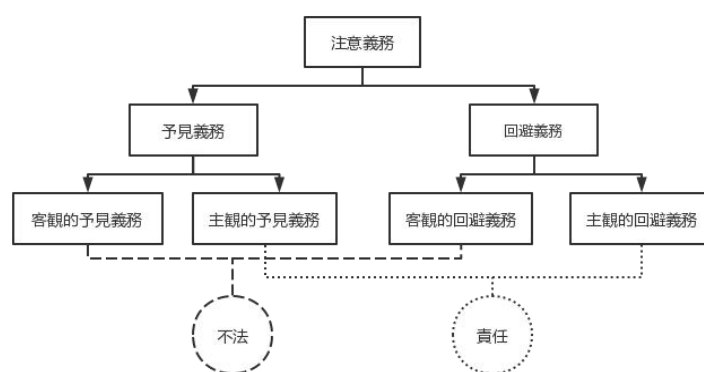 注意義務
予見義務
回避義務
客観的予見義務
主観的予見義務
客観的回避義務
主観的回避義務
不法
責任